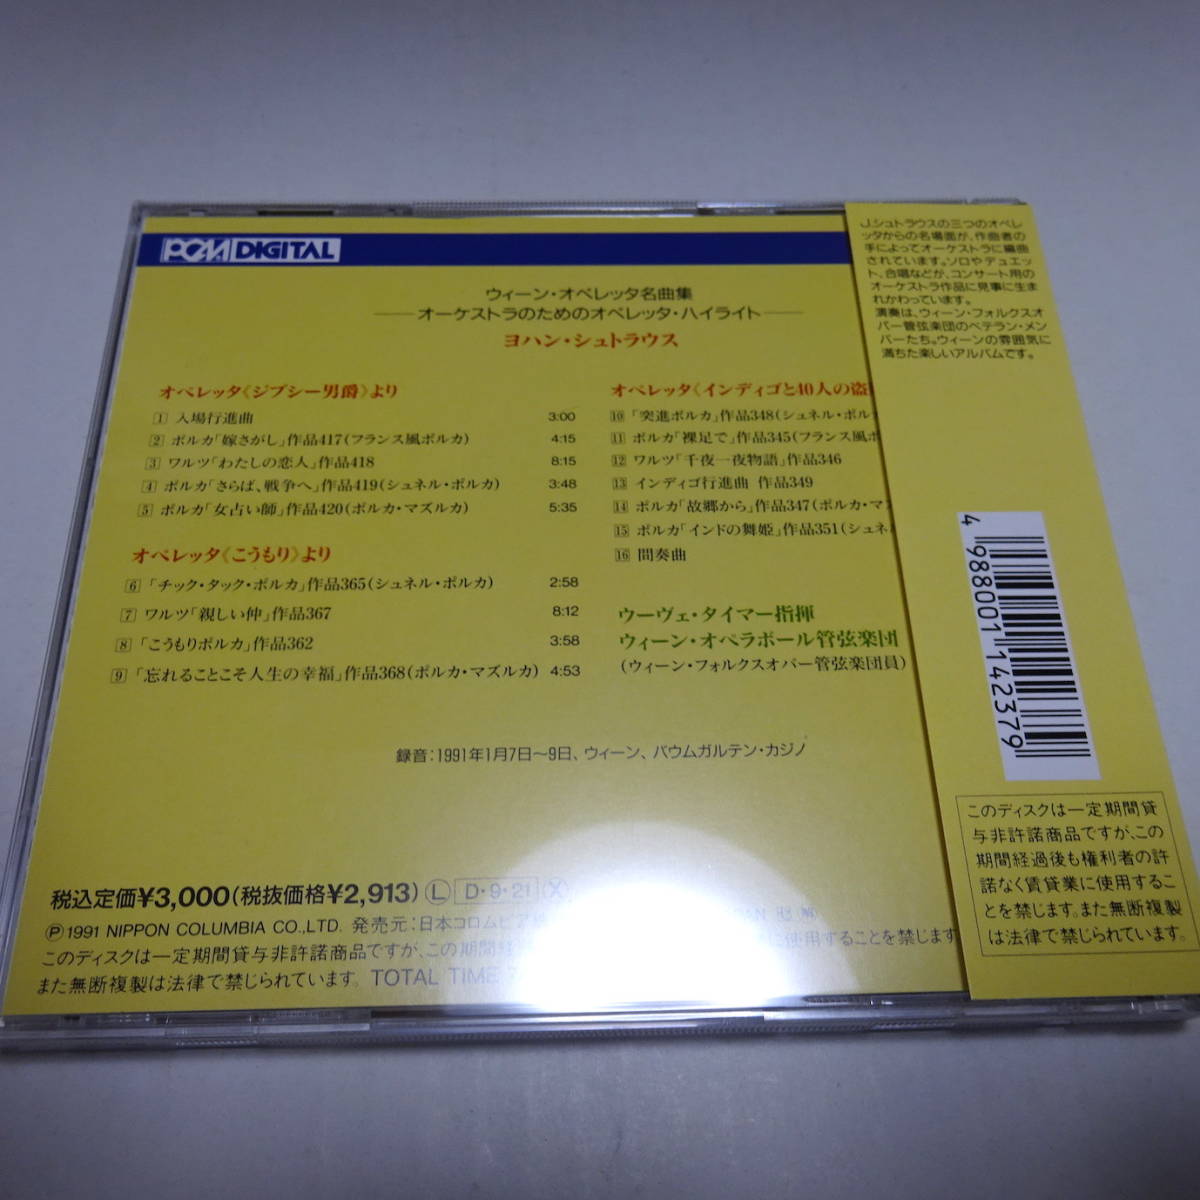 PCM DIGITAL
ウィーン・オペレッタ名曲集
オーケストラのためのオペレッタ・ハイライト
ヨハン・シュトラウス
オペレッタ《ジプシー男爵》より
1 入場行進曲 3:00
2 ポルカ「嫁さがし」作品417(フランス風ポルカ) 4:15
3 ワルツ「わたしの恋人」作品418 8:15
4 ポルカ「さらば、戦争へ」作品419(シュネル・ポルカ) 3:48
5 ポルカ「女占い師」作品420(ポルカ・マズルカ) 5:35
オペレッタ《こうもり》より
6 「チック・タック・ポルカ」作品365(シュネル・ポルカ) 2:58
7 ワルツ「親しい仲」作品367 8:12
8 「こうもりポルカ」作品362 3:58
9 「忘れることこそ人生の幸福」作品368(ポルカ・マズルカ) 4:53
オペレッタ《インディゴと40人の盗
10 「突進ポルカ」作品348(シュネル・ポル
11 ポルカ「裸足で」作品345(フランス風ポ
12 ワルツ「千夜一夜物語」作品346
13 インディゴ行進曲 作品349
14 ポルカ「故郷から」作品347(ポルカ・マズ
15 ポルカ「インドの舞姫」作品351(シュネ
16 間奏曲
ウーヴェ・タイマー指揮
ウィーン・オペラボール管弦楽団
(ウィーン・フォルクスオパー管弦楽団員)
録音:1991年1月7日~9日、ウィーン、バウムガルテン・カジノ
税込定価¥3,000(税抜価格¥2,913) Ⓛ D・9・21 Ⓧ
Ⓟ1991 NIPPON COLUMBIA CO.,LTD. 発売元:日本コロムビア
このディスクは一定期間貸与非許諾商品ですが、この期間経 に使用することを禁じます
また無断複製は法律で禁じられています。 TOTAL TIME
J.シュトラウスの三つのオペレ
ッタからの名場面が、作曲者の
手によってオーケストラに編曲
されています。ソロやデュエッ
ト、合唱などが、コンサート用の
オーケストラ作品に見事に生ま
れかわっています。
演奏は、ウィーン・フォルクスオ
パー管弦楽団のベテラン・メン
バーたち。ウィーンの雰囲気に
満ちた楽しいアルバムです。
4 988001 142379
このディスクは一定期間貸
与非許諾商品ですが、この
期間経過後も権利者の許
諾なく賃貸業に使用するこ
とを禁じます。また無断複製
は法律で禁じられています。